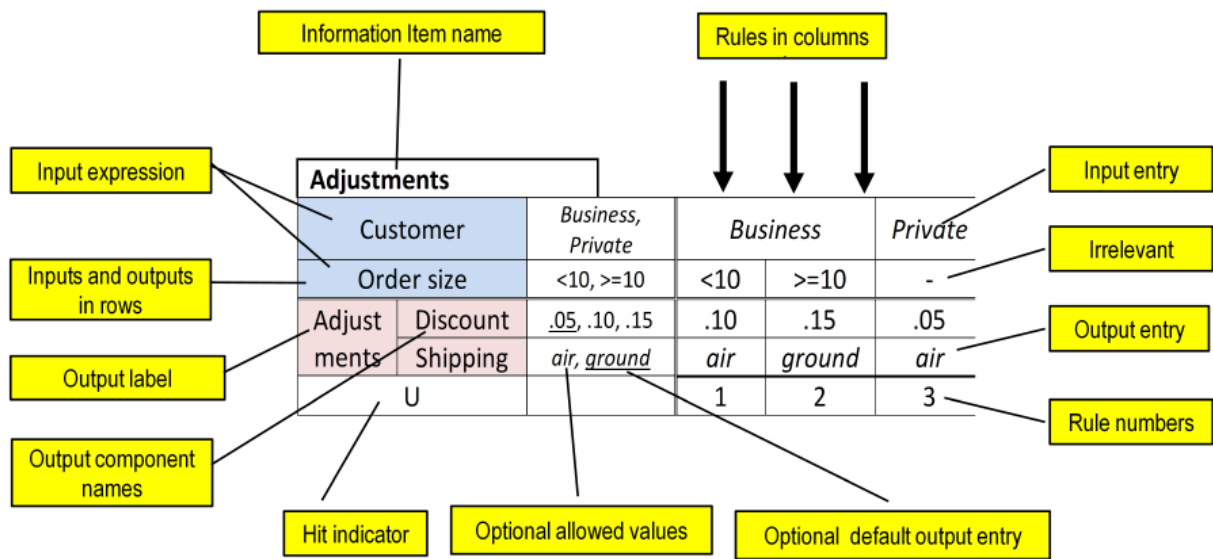 Information Item name
Rules in columns
Input expression
Input entry
Adjustments
Customer
Business,
Private
Business
Private
Irrelevant
Inputs and outputs
in rows
Order size
<10, >=10
<10
>=10
-
Adjust
ments
Discount
.05, .10, .15
.10
.15
.05
Output entry
Shipping
air, ground
air
ground
air
Output label
U
1
2
3
Rule numbers
Output component
names
Hit indicator
Optional allowed values
Optional default output entry